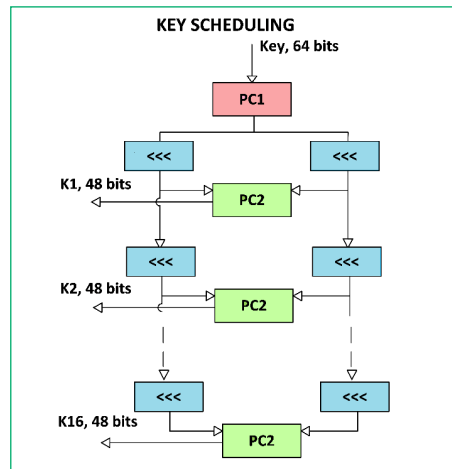 KEY SCHEDULING
Key, 64 bits
PC1
<<< <<<
K1, 48 bits
PC2
<<< <<<
K2, 48 bits
PC2
<<< <<<
K16, 48 bits
PC2